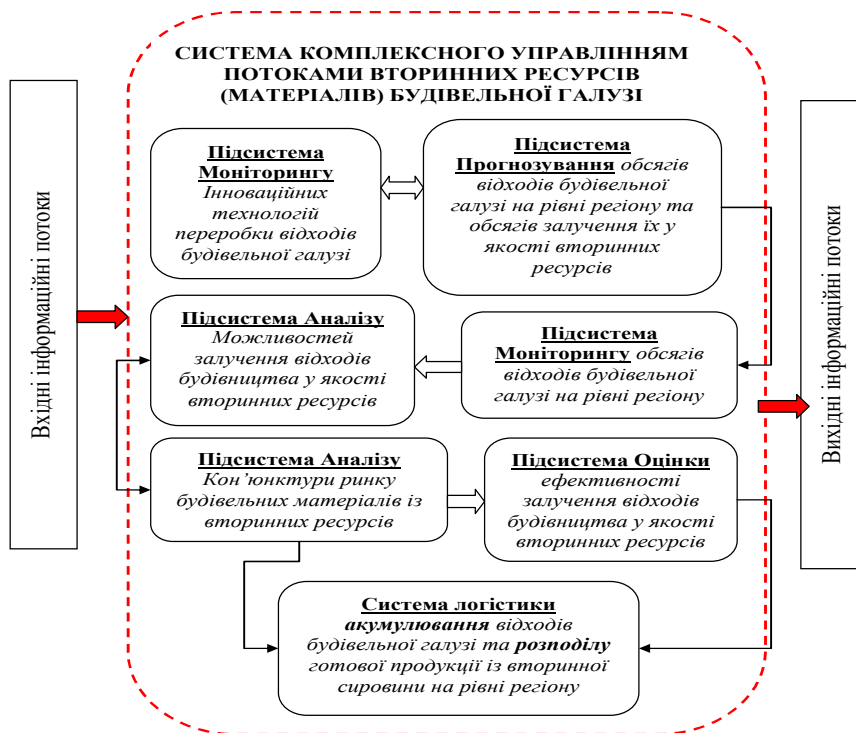 СИСТЕМА КОМПЛЕКСНОГО УПРАВЛІННЯМ
ПОТОКАМИ ВТОРИННИХ РЕСУРСІВ
(МАТЕРІАЛІВ) БУДІВЕЛЬНОЇ ГАЛУЗІ
Вхідні інформаційні потоки
Підсистема
Моніторингу
Інноваційних
технологій
переробки відходів
будівельної галузі
Підсистема
Прогнозування обсягів
відходів будівельної
галузі на рівні регіону та
обсягів залучення їх у
якості вторинних
ресурсів
Підсистема Аналізу
Можливостей
залучення відходів
будівництва у якості
вторинних ресурсів
Підсистема
Моніторингу обсягів
відходів будівельної
галузі на рівні регіону
Підсистема Аналізу
Кон’юнктури ринку
будівельних матеріалів із
вторинних ресурсів
Підсистема Оцінки
ефективності
залучення відходів
будівництва у якості
вторинних ресурсів
Система логістики
акумулювання відходів
будівельної галузі та розподілу
готової продукції із вторинної
сировини на рівні регіону
Вихідні інформаційні потоки